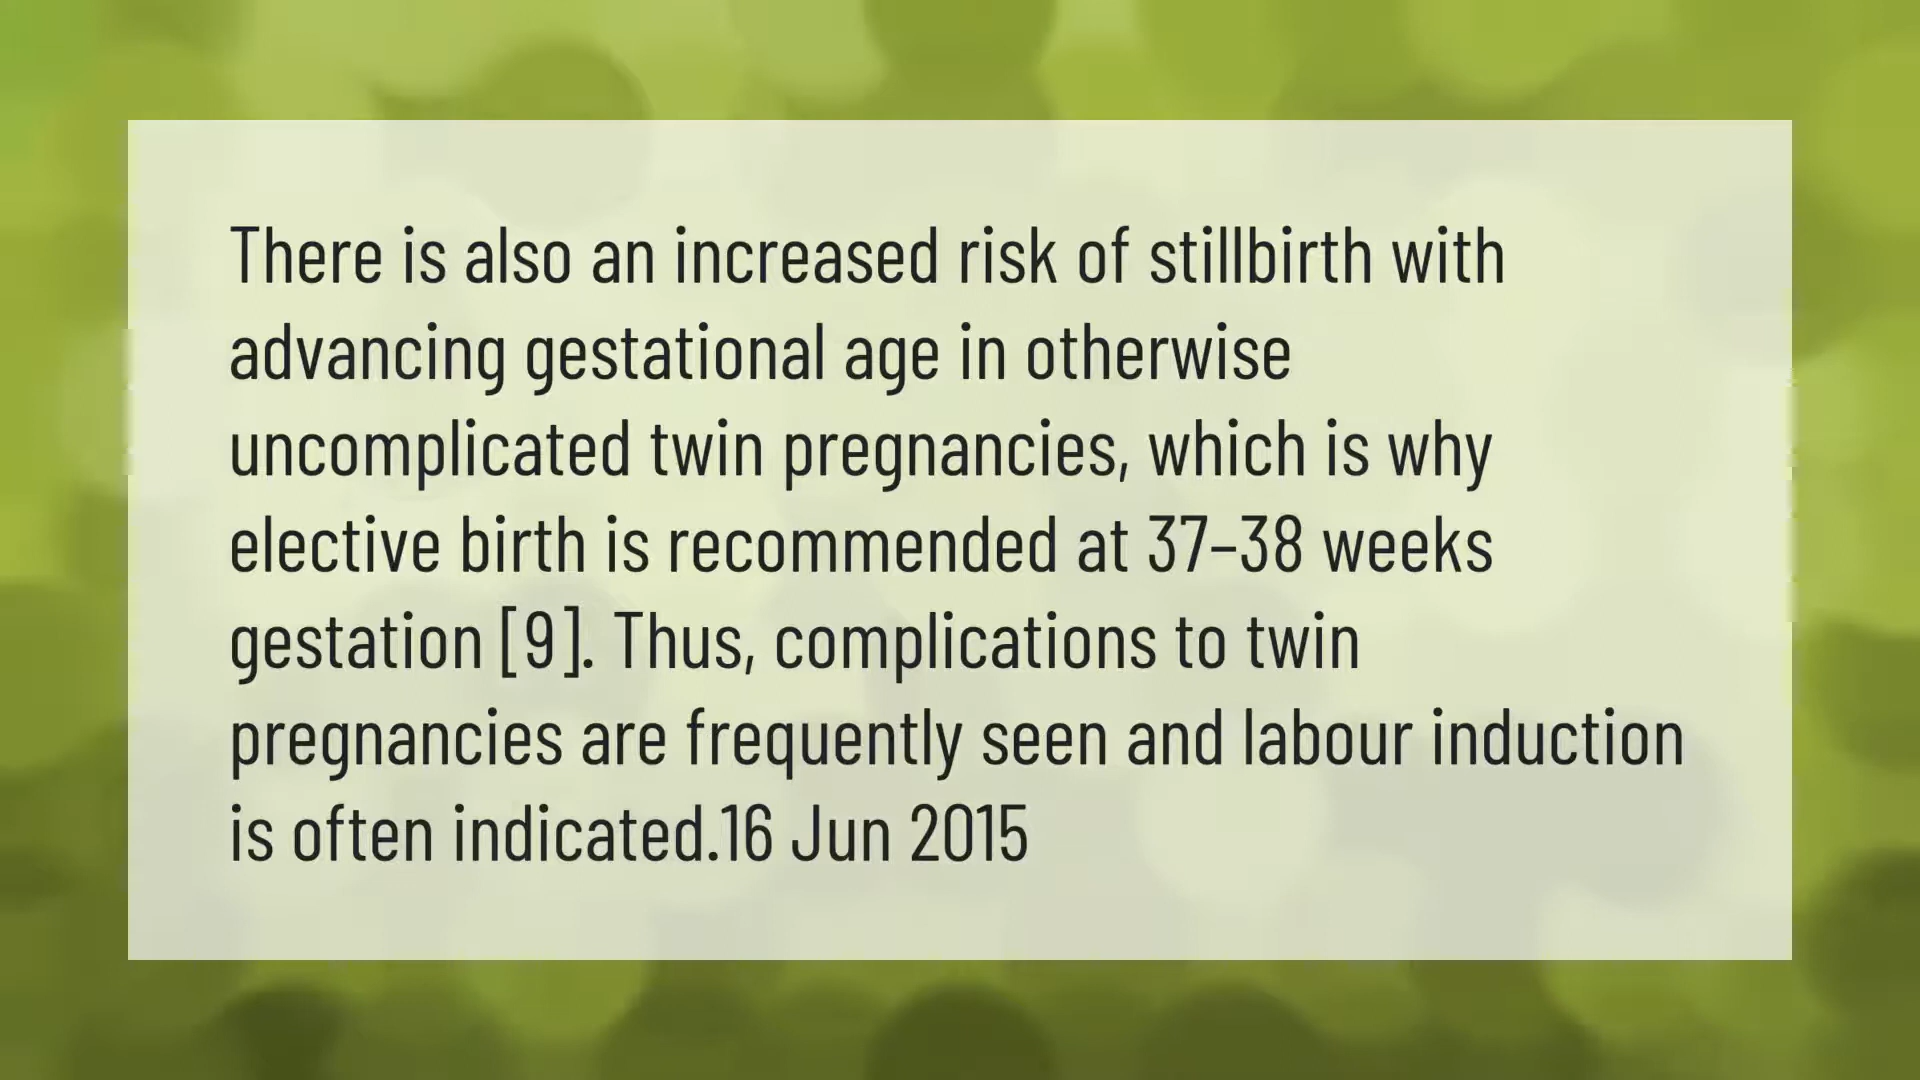 There is also an increased risk of stillbirth with
advancing gestational age in otherwise
uncomplicated twin pregnancies, which is why
elective birth is recommended at 37–38 weeks
gestation [9]. Thus, complications to twin
pregnancies are frequently seen and labour induction
is often indicated.16 Jun 2015